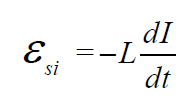 ε_si = -L dI/dt